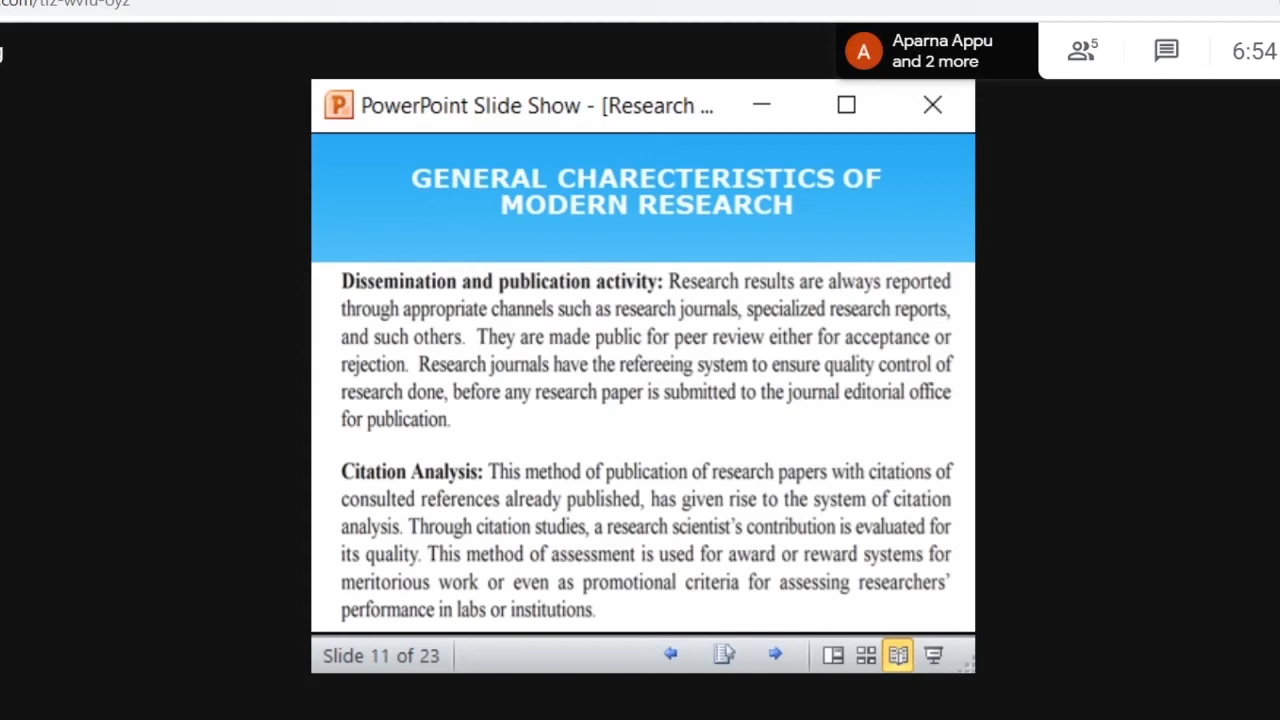 .com/tiz-wvfu-oyz
Aparna Appu
and 2 more
A
5
6:54
PowerPoint Slide Show - [Research ...
GENERAL CHARECTERISTICS OF
MODERN RESEARCH
Dissemination and publication activity: Research results are always reported
through appropriate channels such as research journals, specialized research reports,
and such others. They are made public for peer review either for acceptance or
rejection. Research journals have the refereeing system to ensure quality control of
research done, before any research paper is submitted to the journal editorial office
for publication.
Citation Analysis: This method of publication of research papers with citations of
consulted references already published, has given rise to the system of citation
analysis. Through citation studies, a research scientist's contribution is evaluated for
its quality. This method of assessment is used for award or reward systems for
meritorious work or even as promotional criteria for assessing researchers'
performance in labs or institutions.
Slide 11 of 23